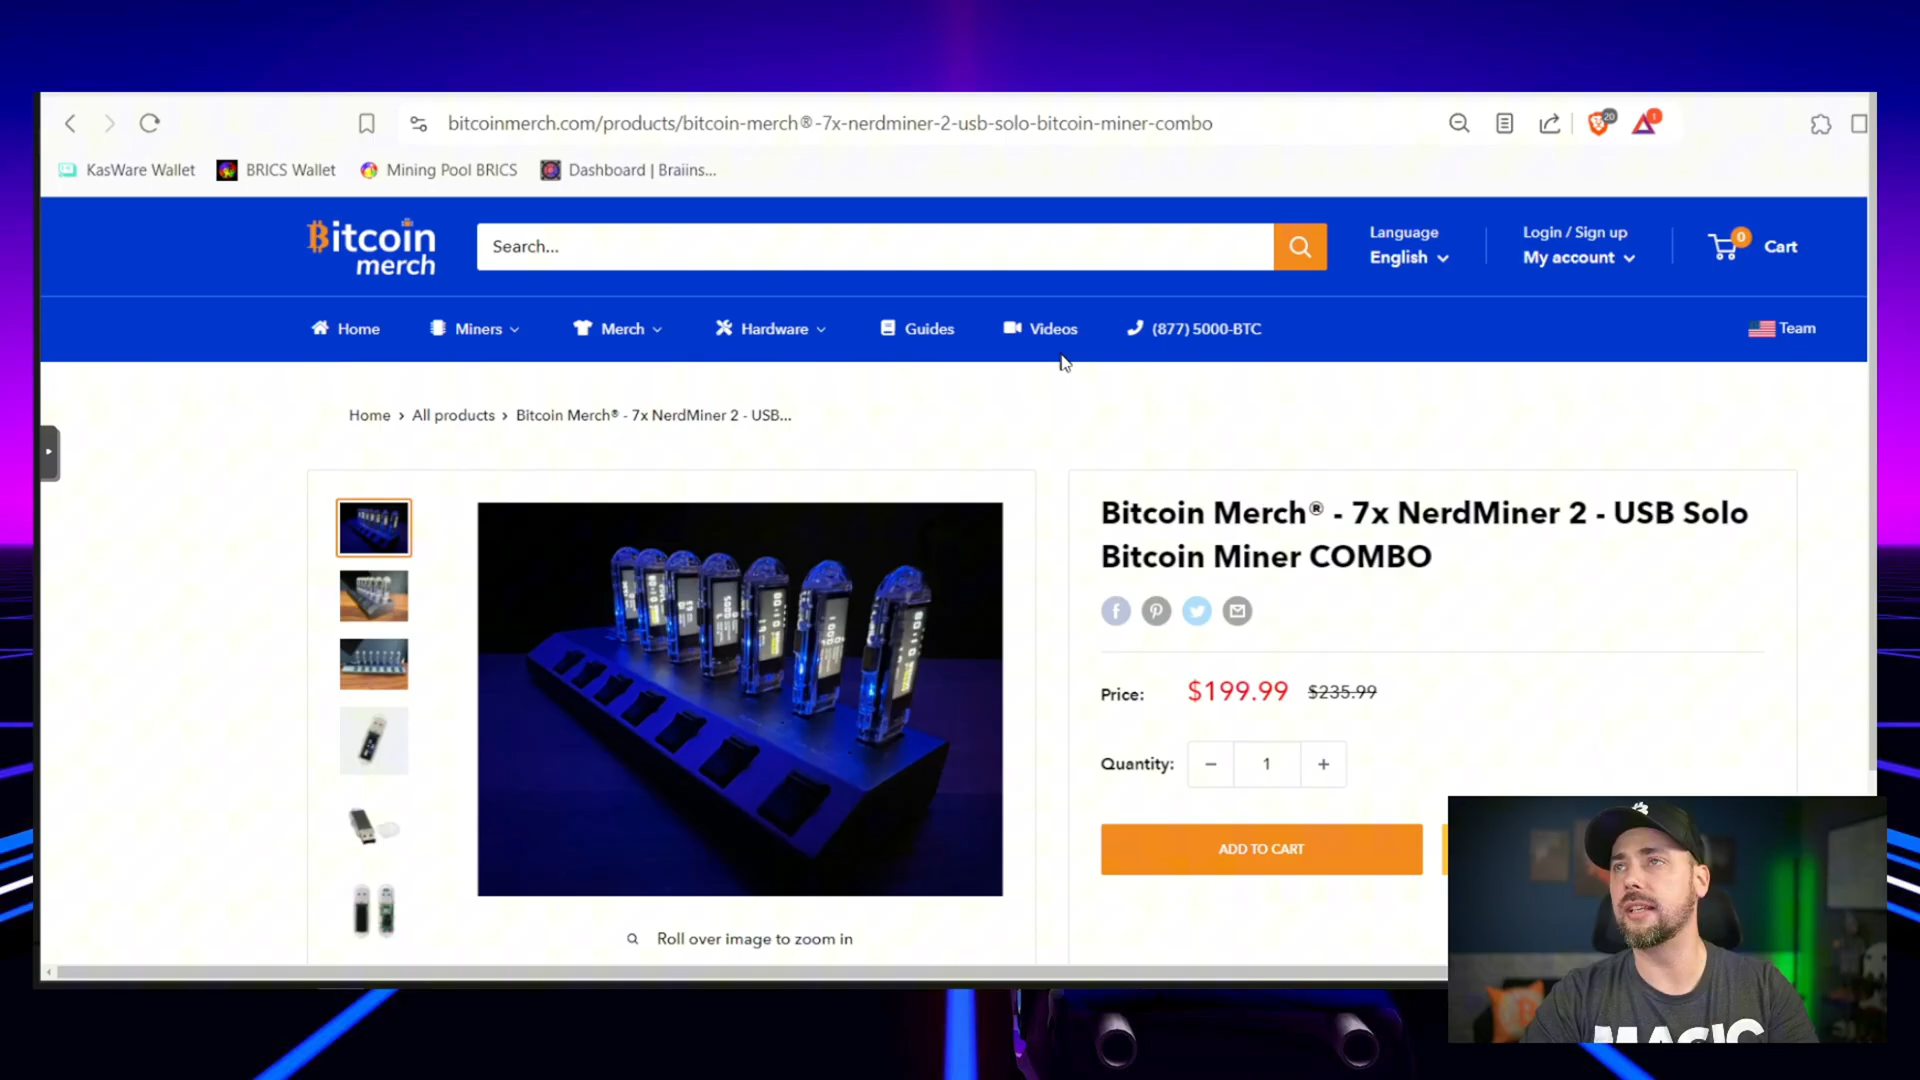 bitcoinmerch.com/products/bitcoin-merch®-7x-nerdminer-2-usb-solo-bitcoin-miner-combo
20
1
KasWare Wallet
BRICS Wallet
Mining Pool BRICS
Dashboard | Braiins...
Bitcoin
merch
Search...
Language
English
Login / Sign up
My account
0
Cart
Home
Miners
Merch
Hardware
Guides
Videos
(877) 5000-BTC
Team
Home › All products › Bitcoin Merch® - 7x NerdMiner 2 - USB...
Bitcoin Merch® - 7x NerdMiner 2 - USB Solo
Bitcoin Miner COMBO
Price: $199.99 $235.99
Quantity: − 1 +
ADD TO CART
Roll over image to zoom in
MAGIC